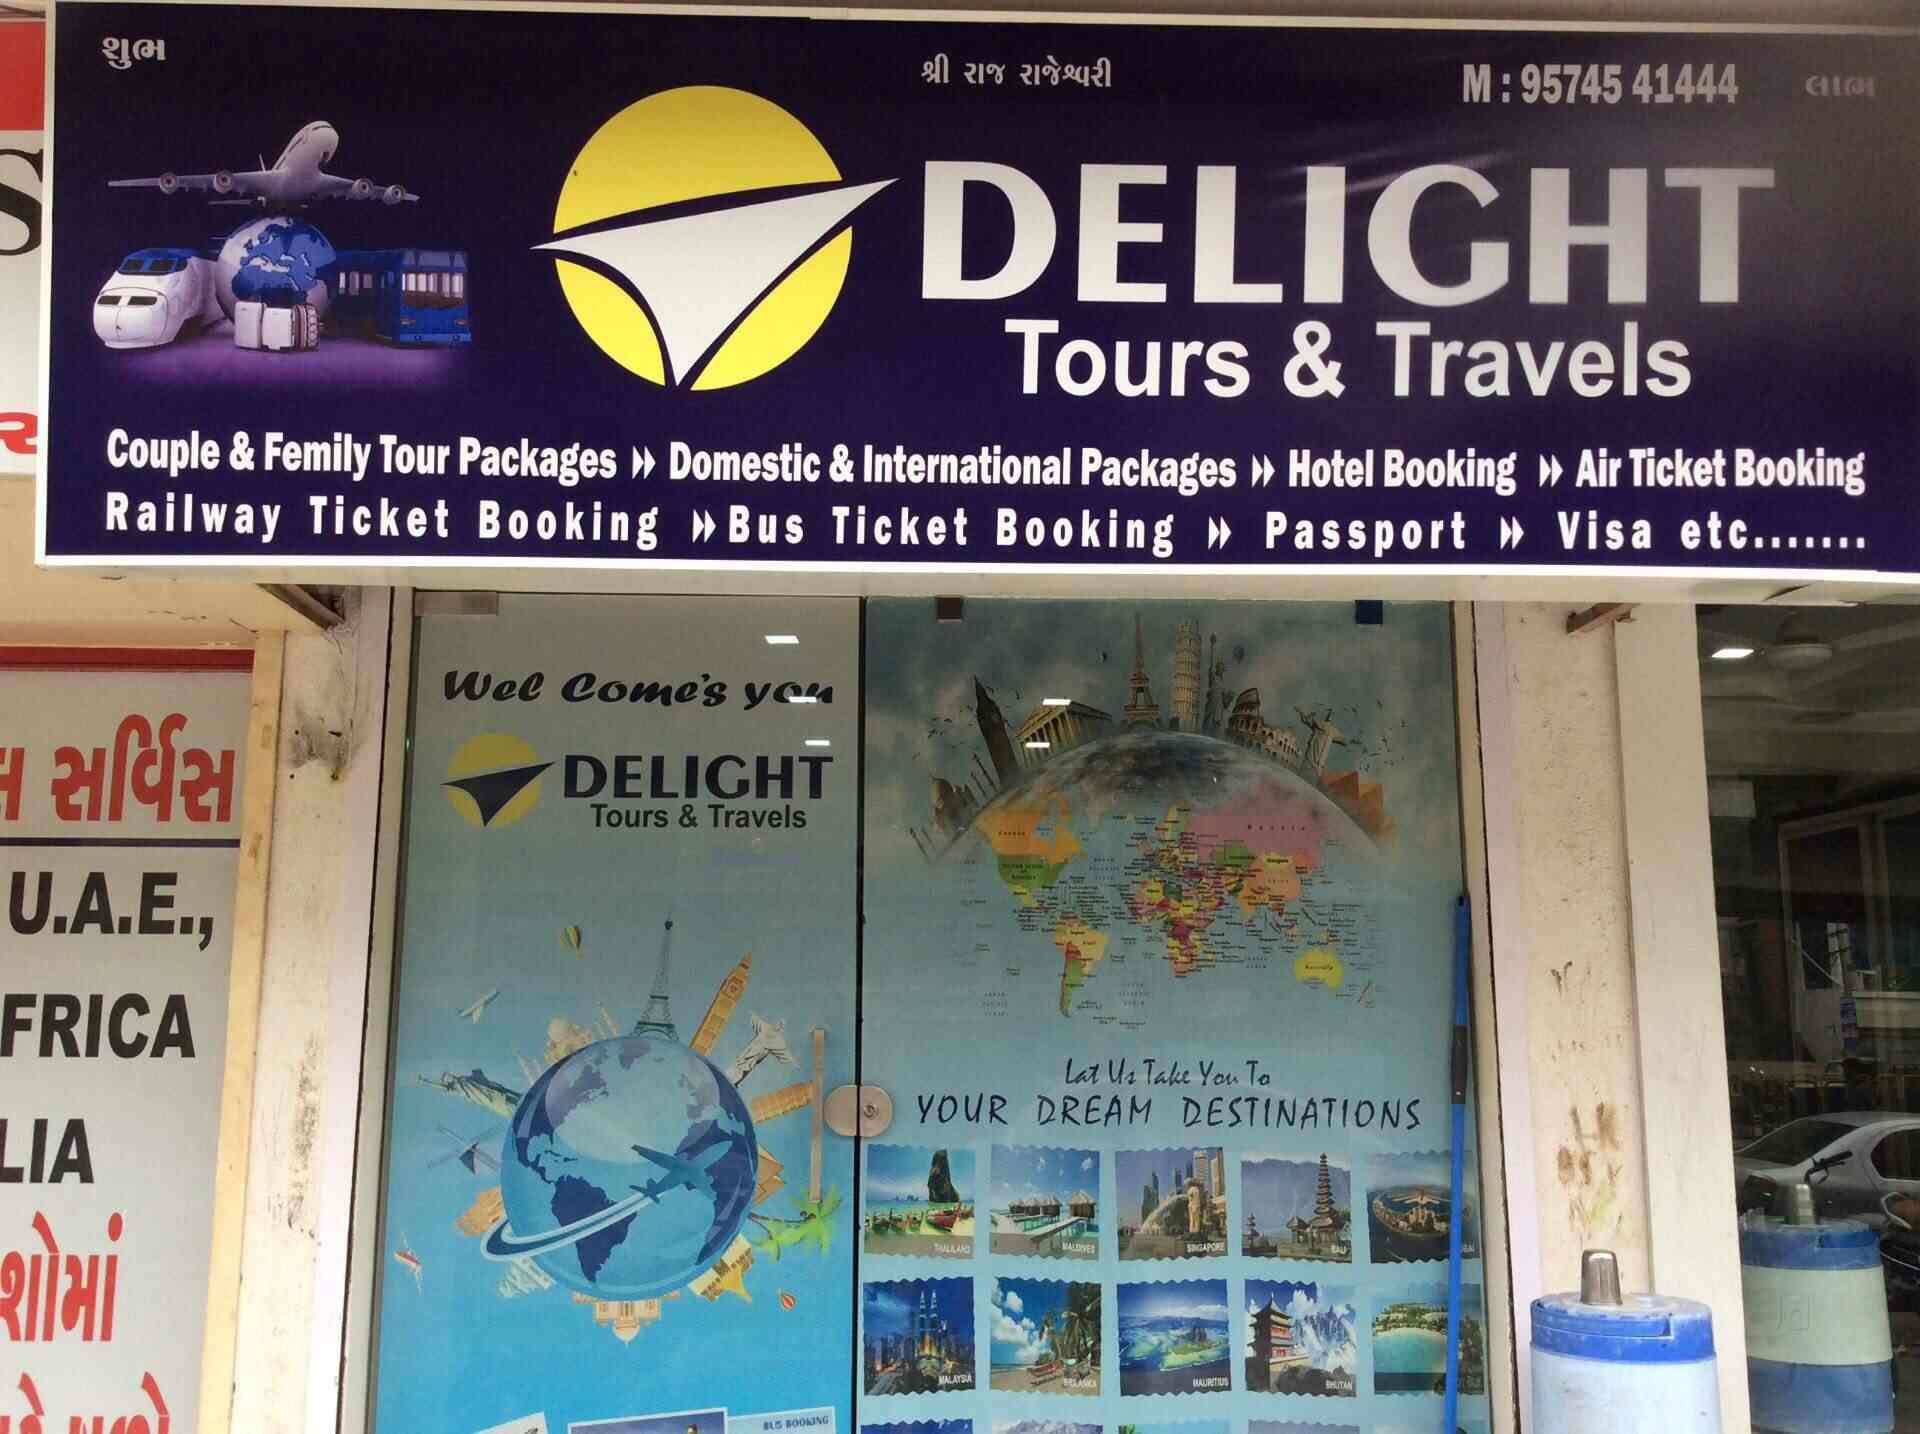 શુભ
શ્રી રાજ રાજેશ્વરી
M : 95745 41444
લાભ
DELIGHT
Tours & Travels
Couple & Femily Tour Packages » Domestic & International Packages » Hotel Booking » Air Ticket Booking
Railway Ticket Booking » Bus Ticket Booking » Passport » Visa etc.......
Wel Come's you
DELIGHT
Tours & Travels
Lat Us Take You To
YOUR DREAM DESTINATIONS
THAILAND
MALDIVES
SINGAPORE
BALI
MALAYSIA
SRILANKA
MAURITIUS
BHUTAN
BUS BOOKING
સર્વિસ
U.A.E.,
FRICA
LIA
શોમાં